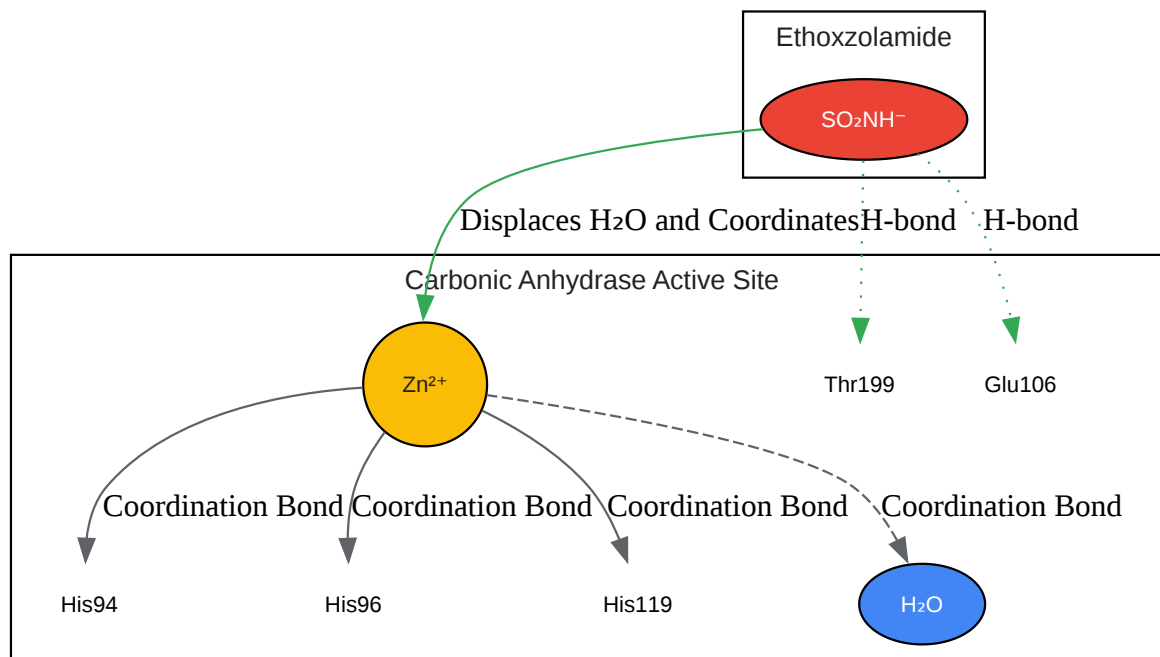 Ethoxzolamide
SO₂NH⁻
Displaces H₂O and Coordinates
H-bond
H-bond
Carbonic Anhydrase Active Site
Zn²⁺
Thr199
Glu106
Coordination Bond
Coordination Bond
Coordination Bond
Coordination Bond
His94
His96
His119
H₂O